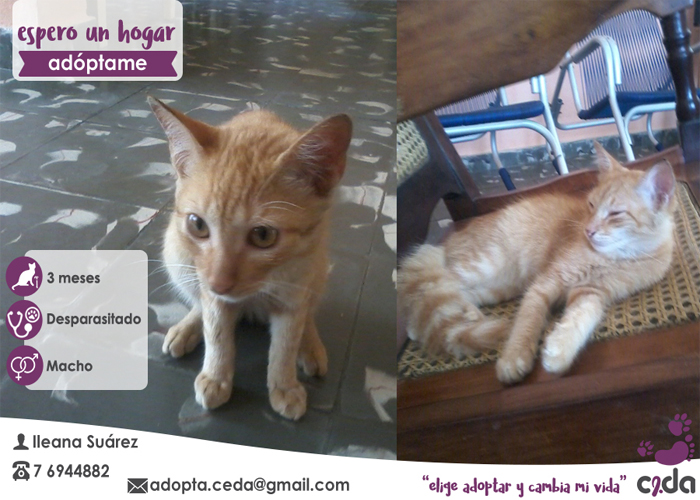 espero un hogar
adóptame
3 meses
Desparasitado
Macho
Ileana Suárez
7 6944882
adopta.ceda@gmail.com
“elige adoptar y cambia mi vida”
ceda